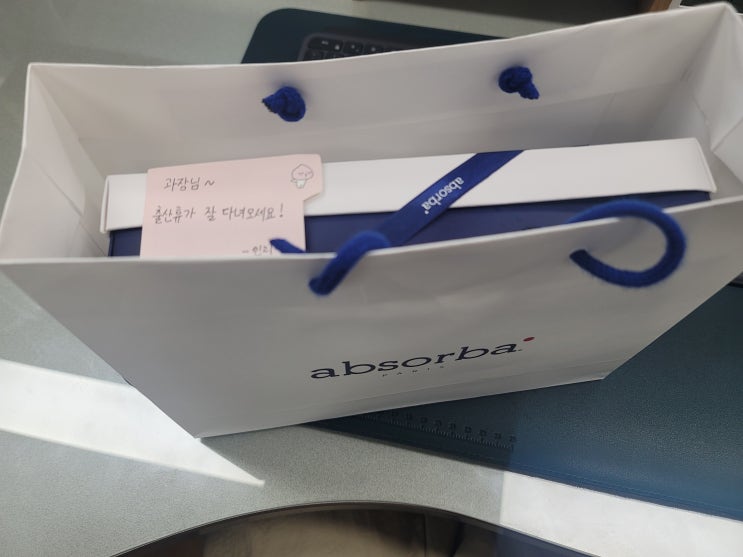 과장님~
출산휴가 잘 다녀오세요!
absorba
absorba
PARIS